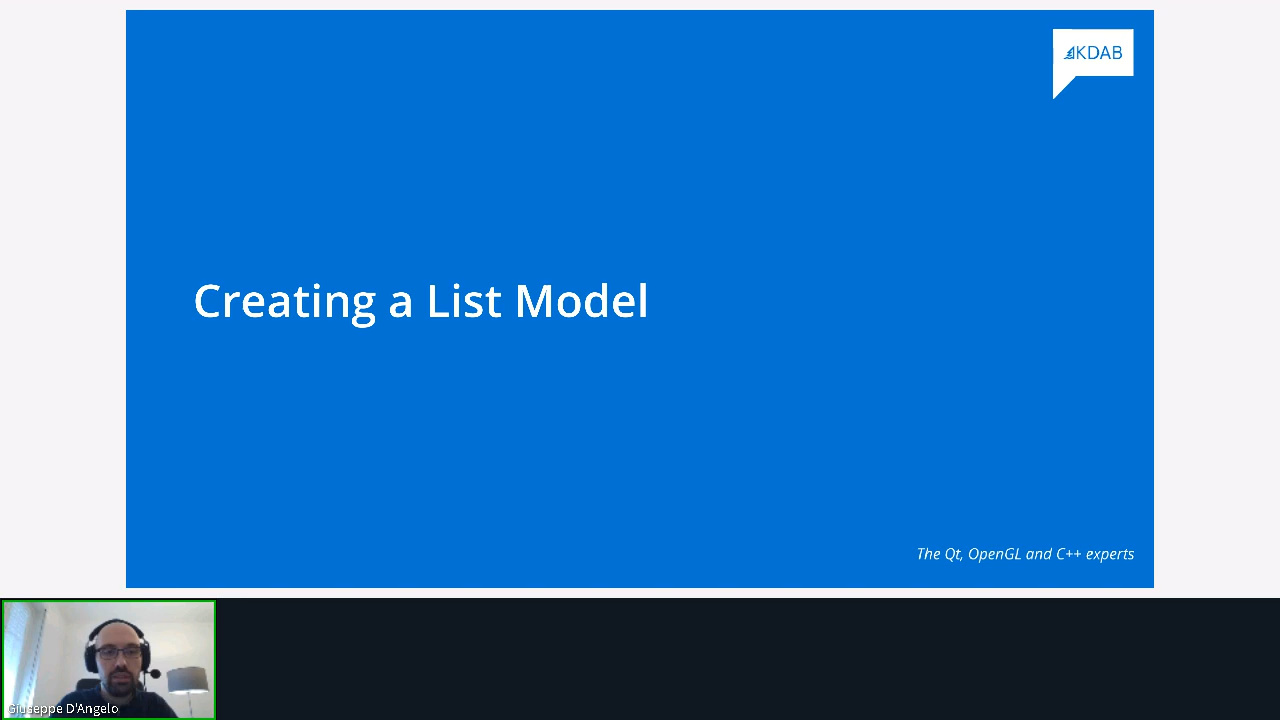 KDAB
Creating a List Model
The Qt, OpenGL and C++ experts
Giuseppe D'Angelo